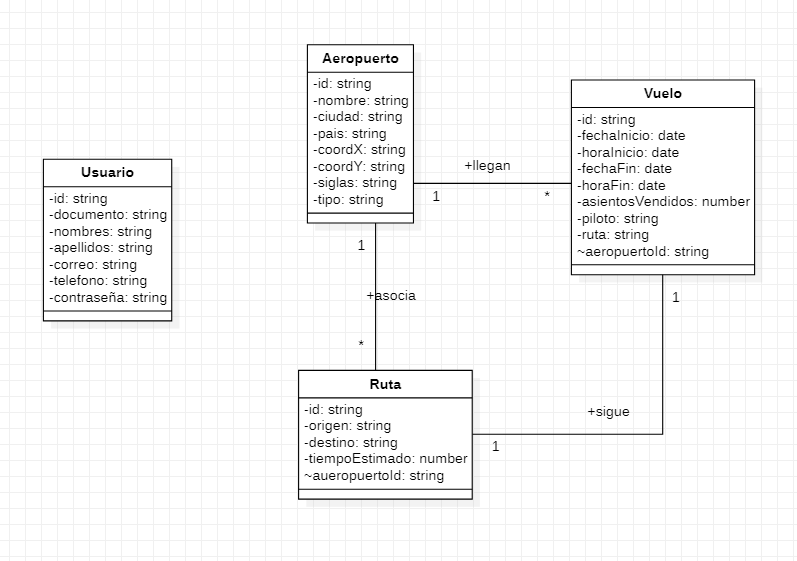 Aeropuerto
-id: string
-nombre: string
-ciudad: string
-pais: string
-coordX: string
-coordY: string
-siglas: string
-tipo: string
Vuelo
-id: string
-fechaInicio: date
-horaInicio: date
-fechaFin: date
-horaFin: date
-asientosVendidos: number
-piloto: string
-ruta: string
~aeropuertoId: string
Usuario
-id: string
-documento: string
-nombres: string
-apellidos: string
-correo: string
-telefono: string
-contraseña: string
+llegan
1
*
1
+asocia
*
1
+sigue
1
Ruta
-id: string
-origen: string
-destino: string
-tiempoEstimado: number
~aueropuertoId: string